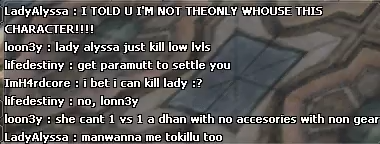 LadyAlyssa : I TOLD U I'M NOT THEONLY WHOUSE THIS
CHARACTER!!!!
loon3y : lady alyssa just kill low lvls
lifedestiny : get paramutt to settle you
ImH4rdcore : i bet i can kill lady :?
lifedestiny : no, lonn3y
loon3y : she cant 1 vs 1 a dhan with no accesories with non gear
LadyAlyssa : manwanna me tokillu too